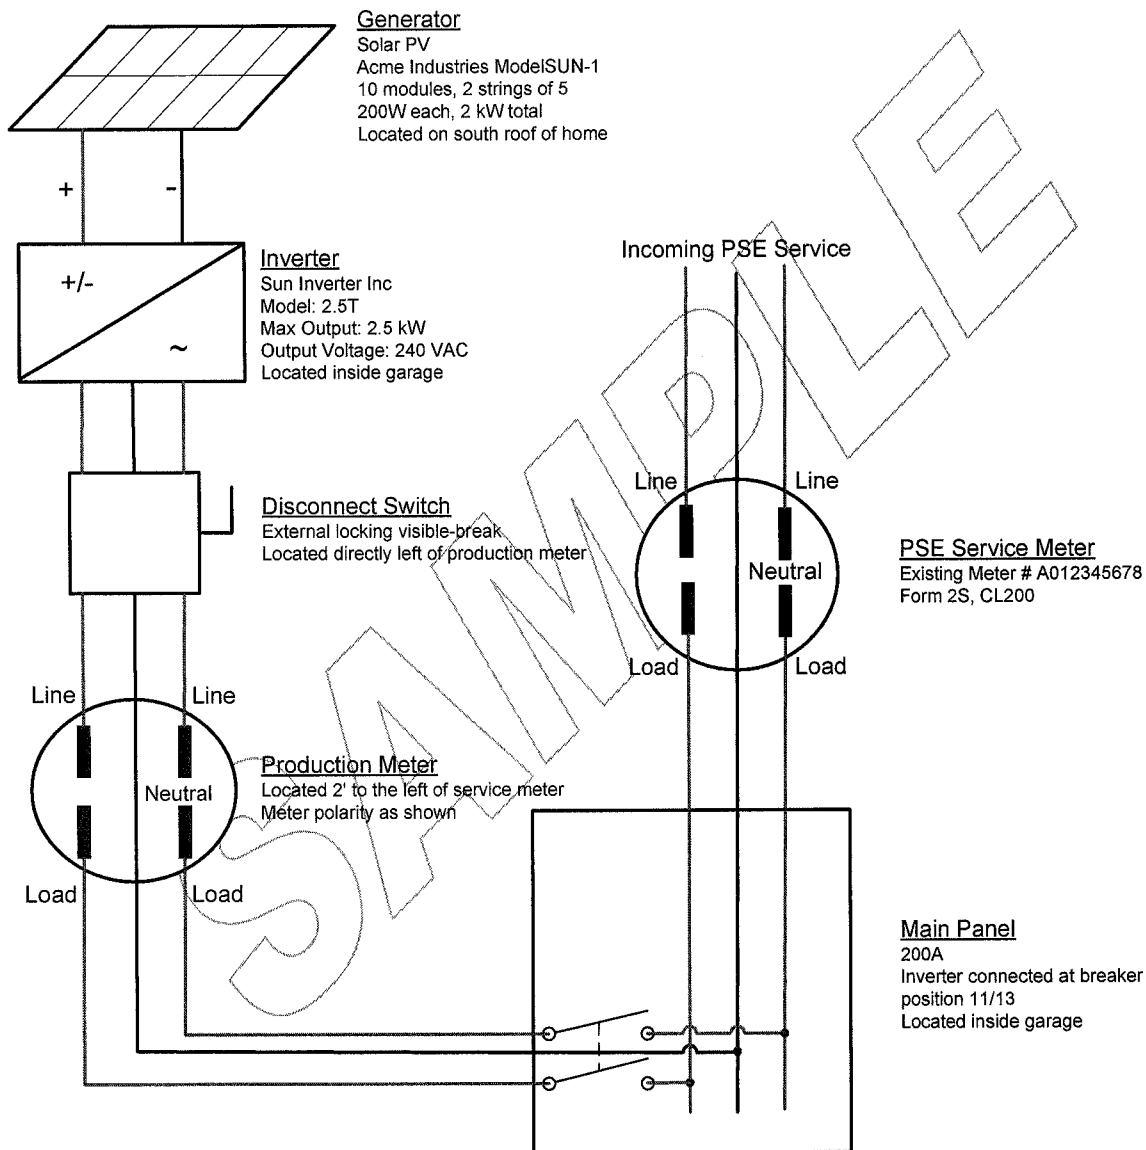 Generator
Solar PV
Acme Industries ModelSUN-1
10 modules, 2 strings of 5
200W each, 2 kW total
Located on south roof of home
+
-
+/-
~
Inverter
Sun Inverter Inc
Model: 2.5T
Max Output: 2.5 kW
Output Voltage: 240 VAC
Located inside garage
Incoming PSE Service
Disconnect Switch
External locking visible-break
Located directly left of production meter
Line
Line
Neutral
Load
Load
PSE Service Meter
Existing Meter # A012345678
Form 2S, CL200
Line
Line
Neutral
Load
Load
Production Meter
Located 2' to the left of service meter
Meter polarity as shown
Main Panel
200A
Inverter connected at breaker
position 11/13
Located inside garage
SAMPLE